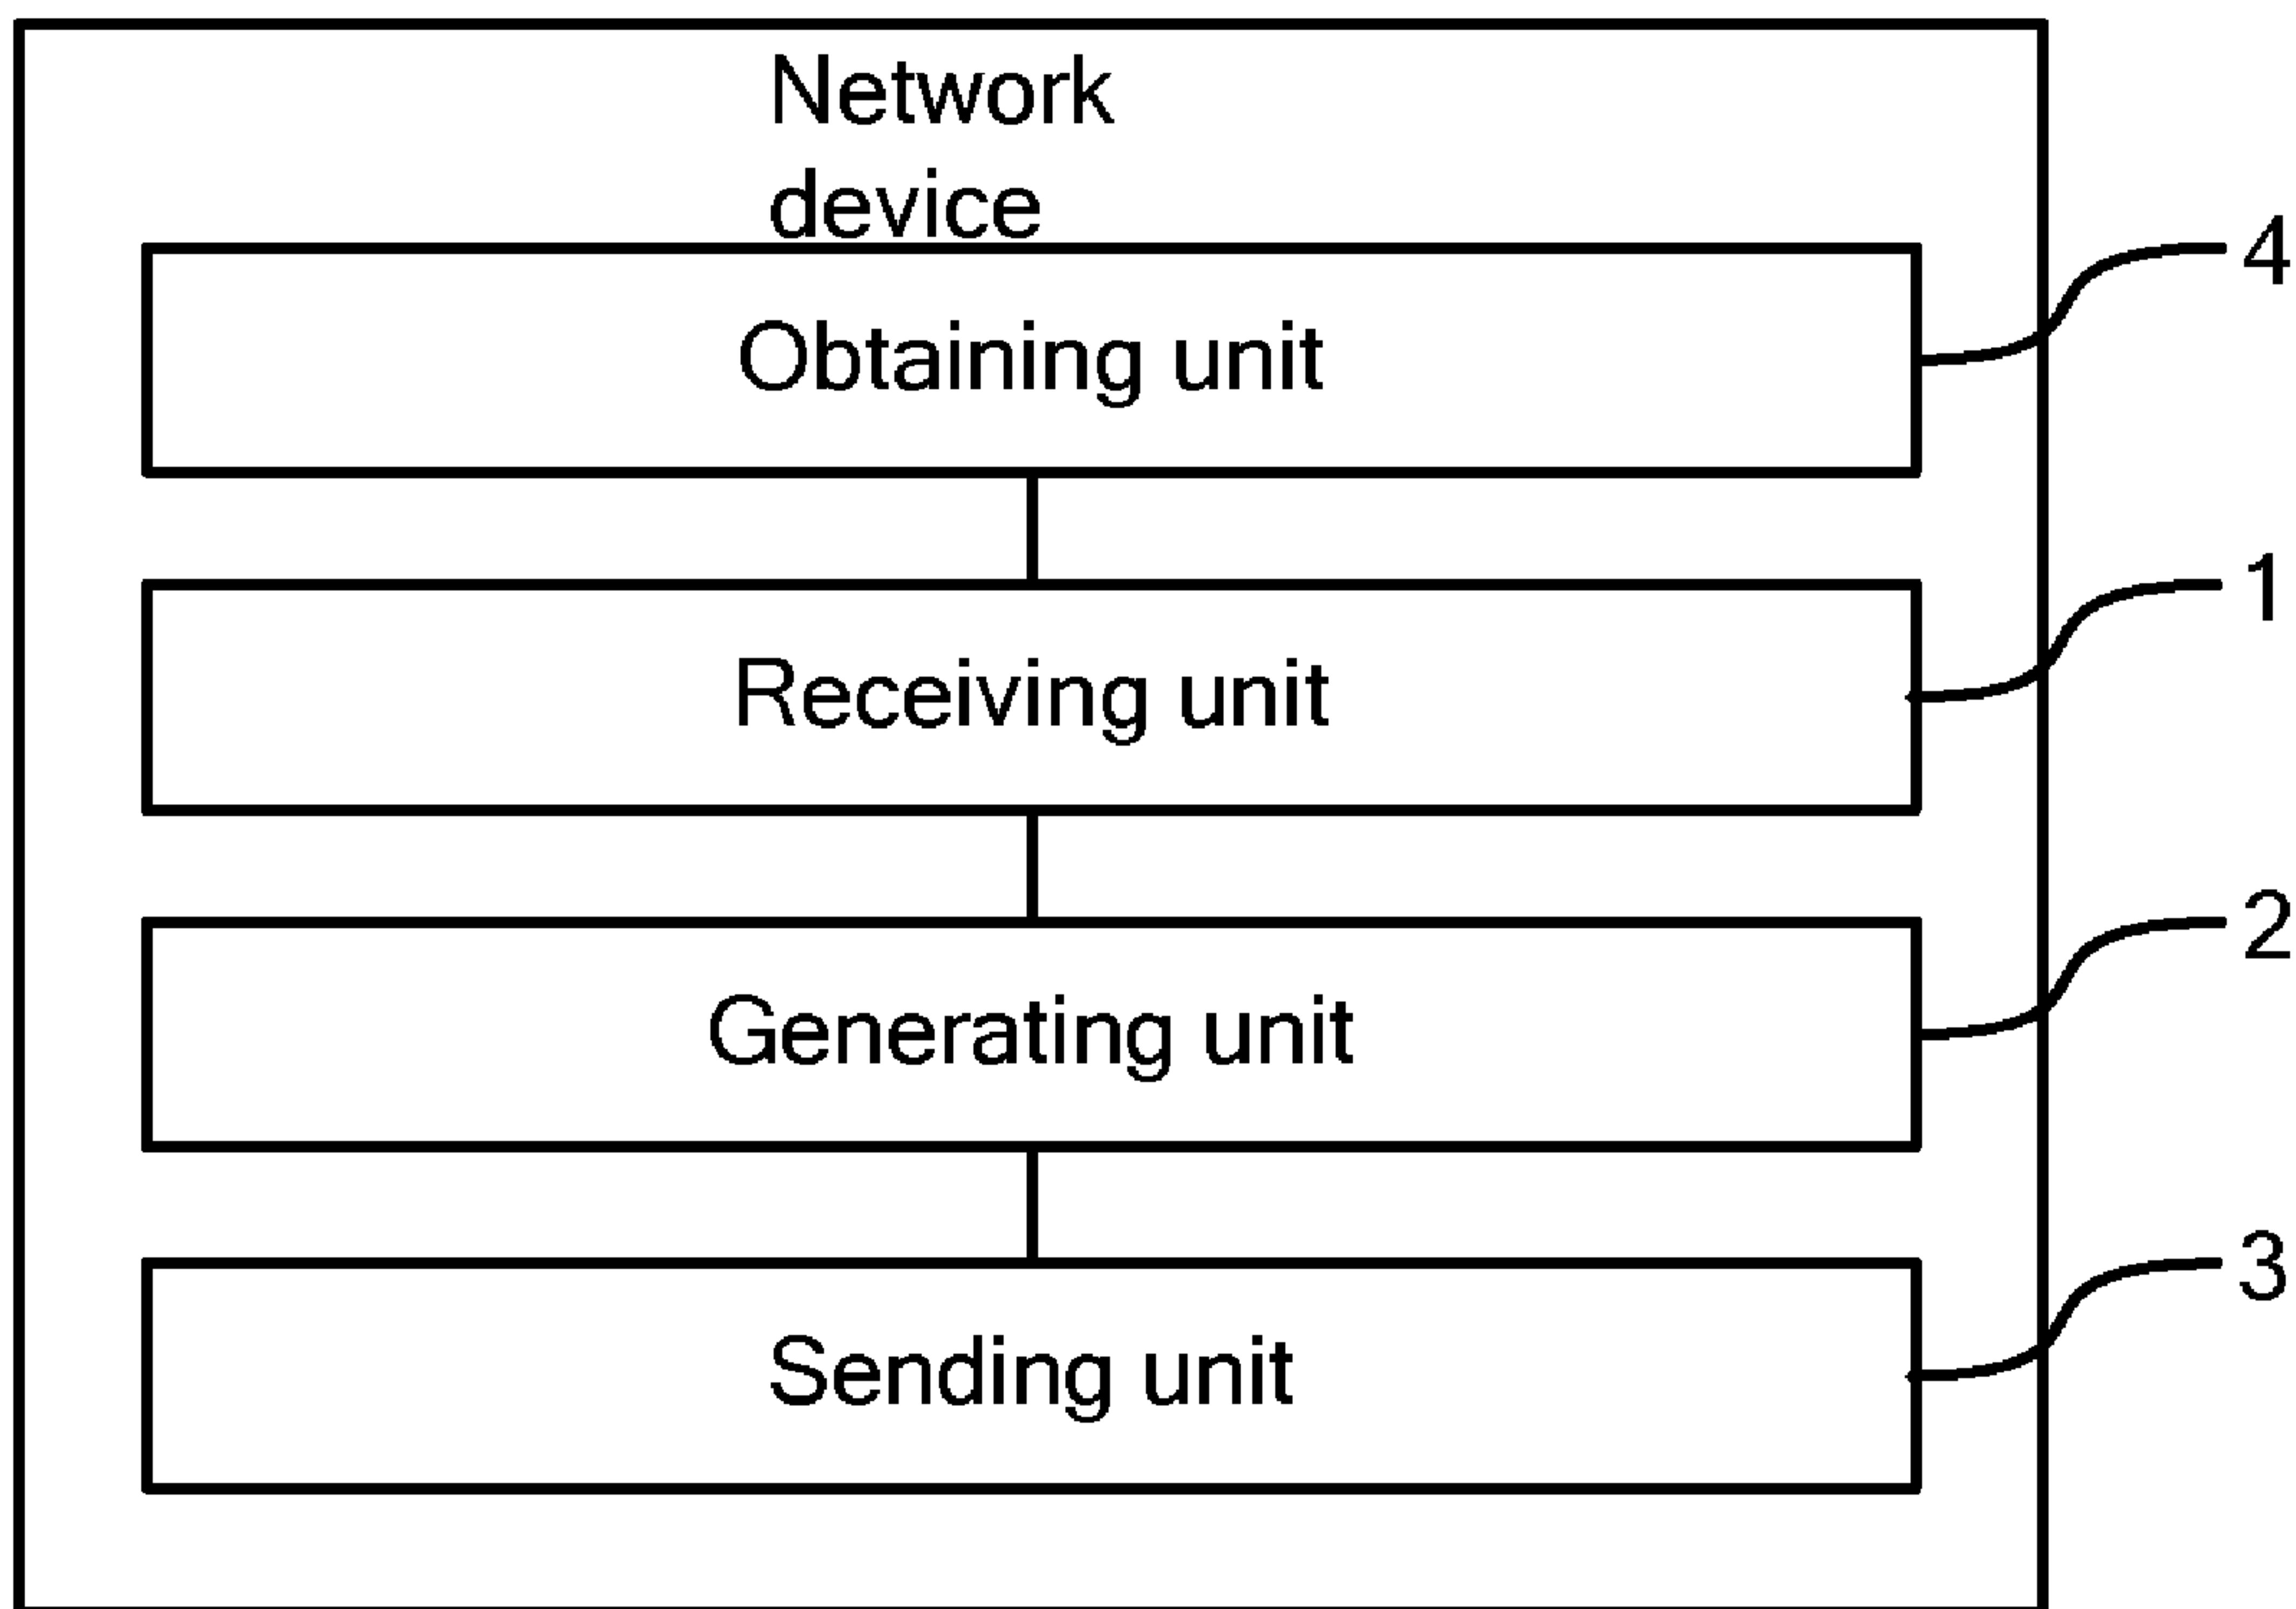 Network
device
Obtaining unit
4
Receiving unit
1
Generating unit
2
Sending unit
3